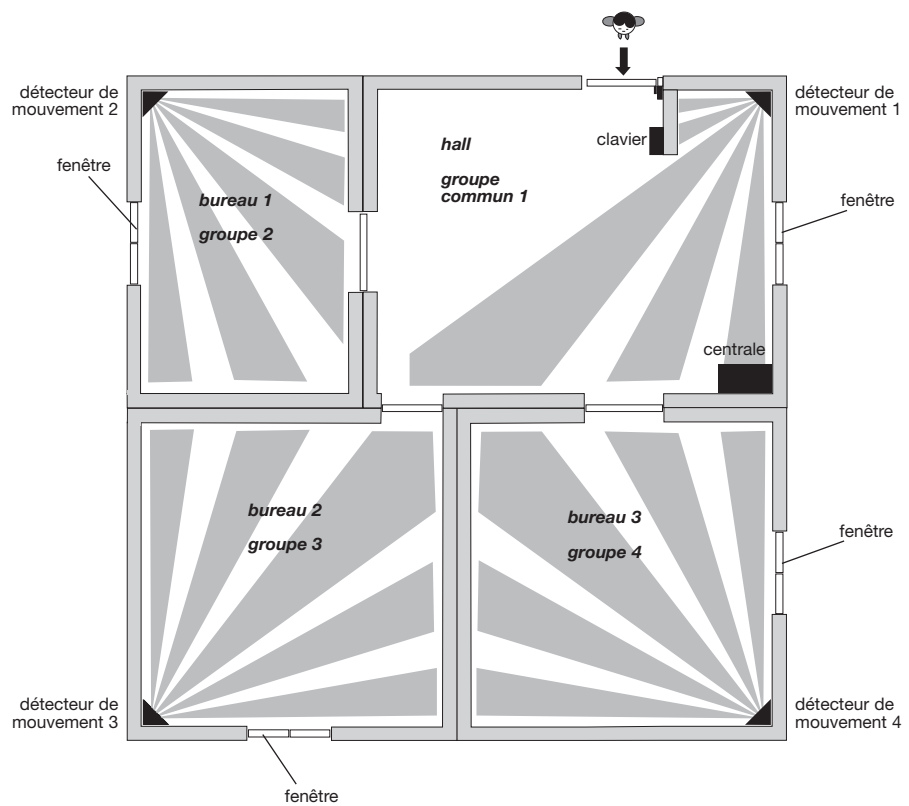 détecteur de
mouvement 2
détecteur de
mouvement 1
clavier
hall
groupe
commun 1
fenêtre
bureau 1
groupe 2
fenêtre
centrale
bureau 2
groupe 3
bureau 3
groupe 4
fenêtre
détecteur de
mouvement 3
détecteur de
mouvement 4
fenêtre